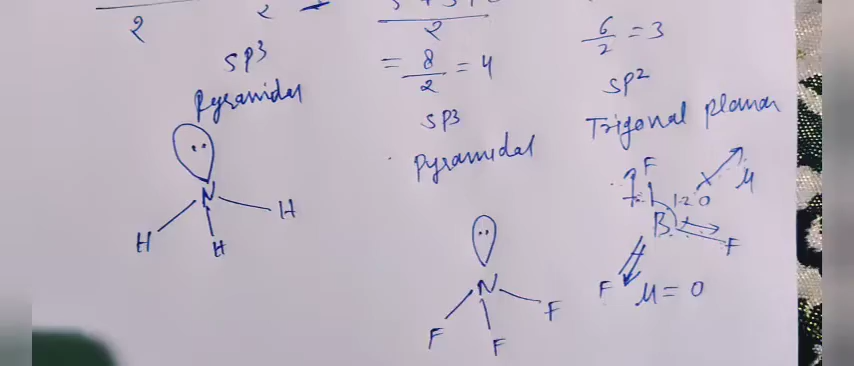 2
2
sp3
Pyramidal
..
N
H
H
H
2
= 8/2 = 4
sp3
Pyramidal
..
N
F
F
F
6/2 = 3
sp2
Trigonal planar
F
120
μ
B
F
F
μ = 0